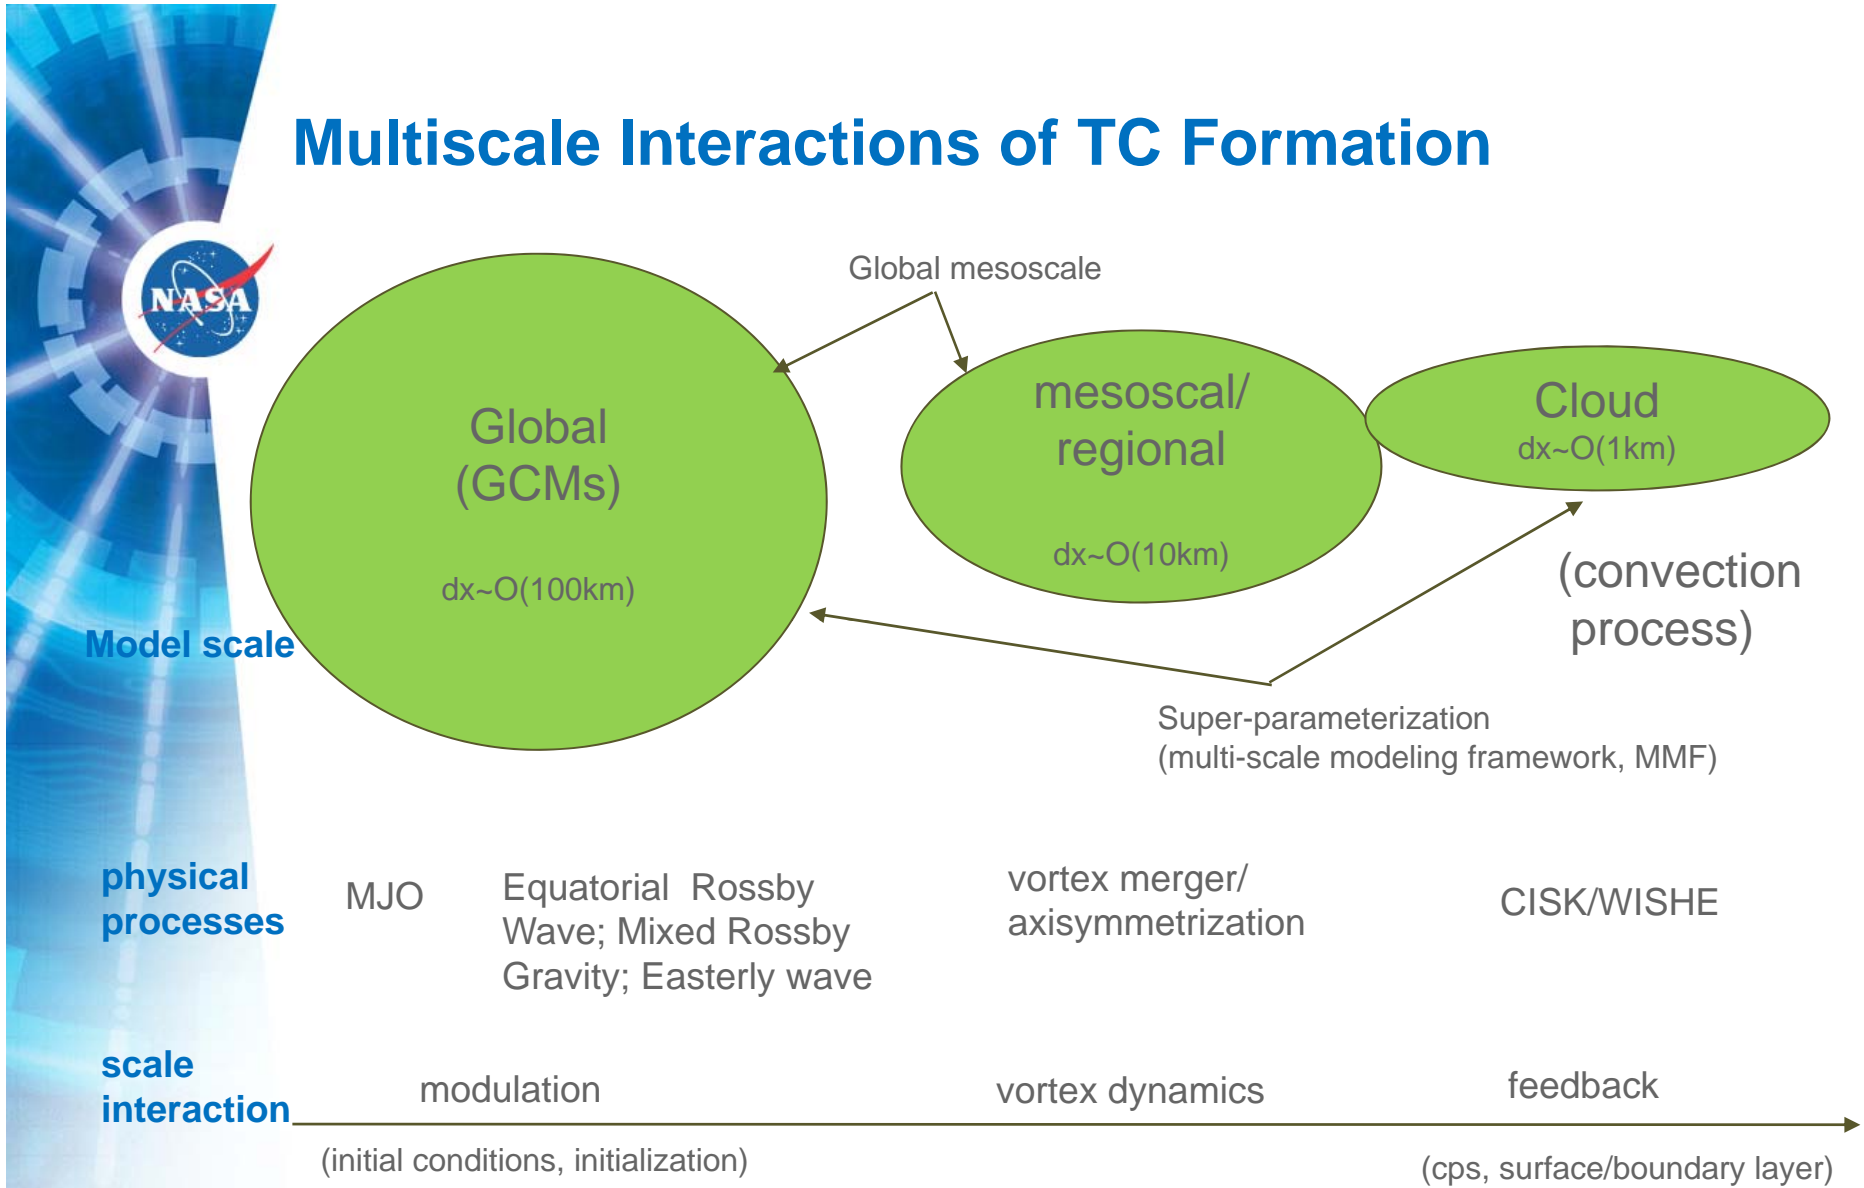 Multiscale Interactions of TC Formation
NASA
Global mesoscale
Global
(GCMs)
dx~O(100km)
mesoscal/
regional
dx~O(10km)
Cloud
dx~O(1km)
(convection
process)
Model scale
Super-parameterization
(multi-scale modeling framework, MMF)
physical
processes
MJO
Equatorial  Rossby
Wave; Mixed Rossby
Gravity; Easterly wave
vortex merger/
axisymmetrization
CISK/WISHE
scale
interaction
modulation
vortex dynamics
feedback
(initial conditions, initialization)
(cps, surface/boundary layer)